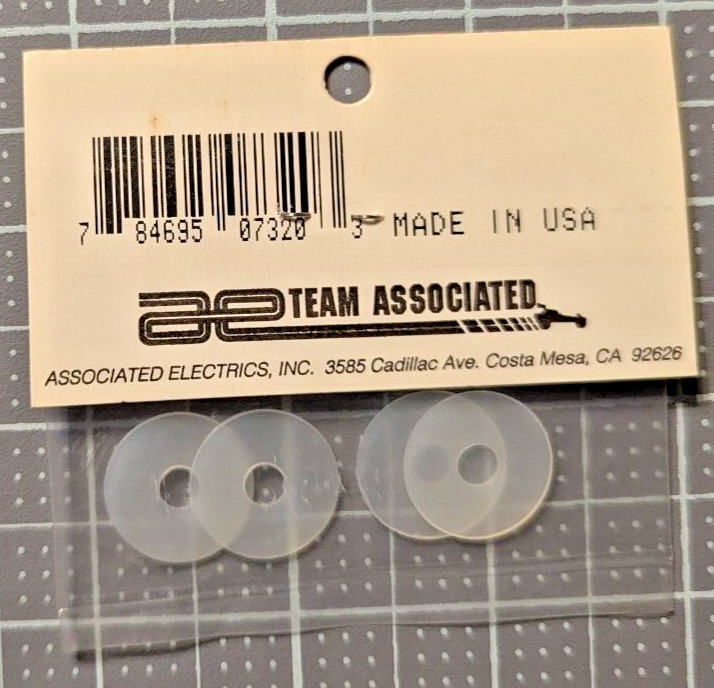 7 84695 07320 3 MADE IN USA
ae TEAM ASSOCIATED
ASSOCIATED ELECTRICS, INC. 3585 Cadillac Ave. Costa Mesa, CA 92626